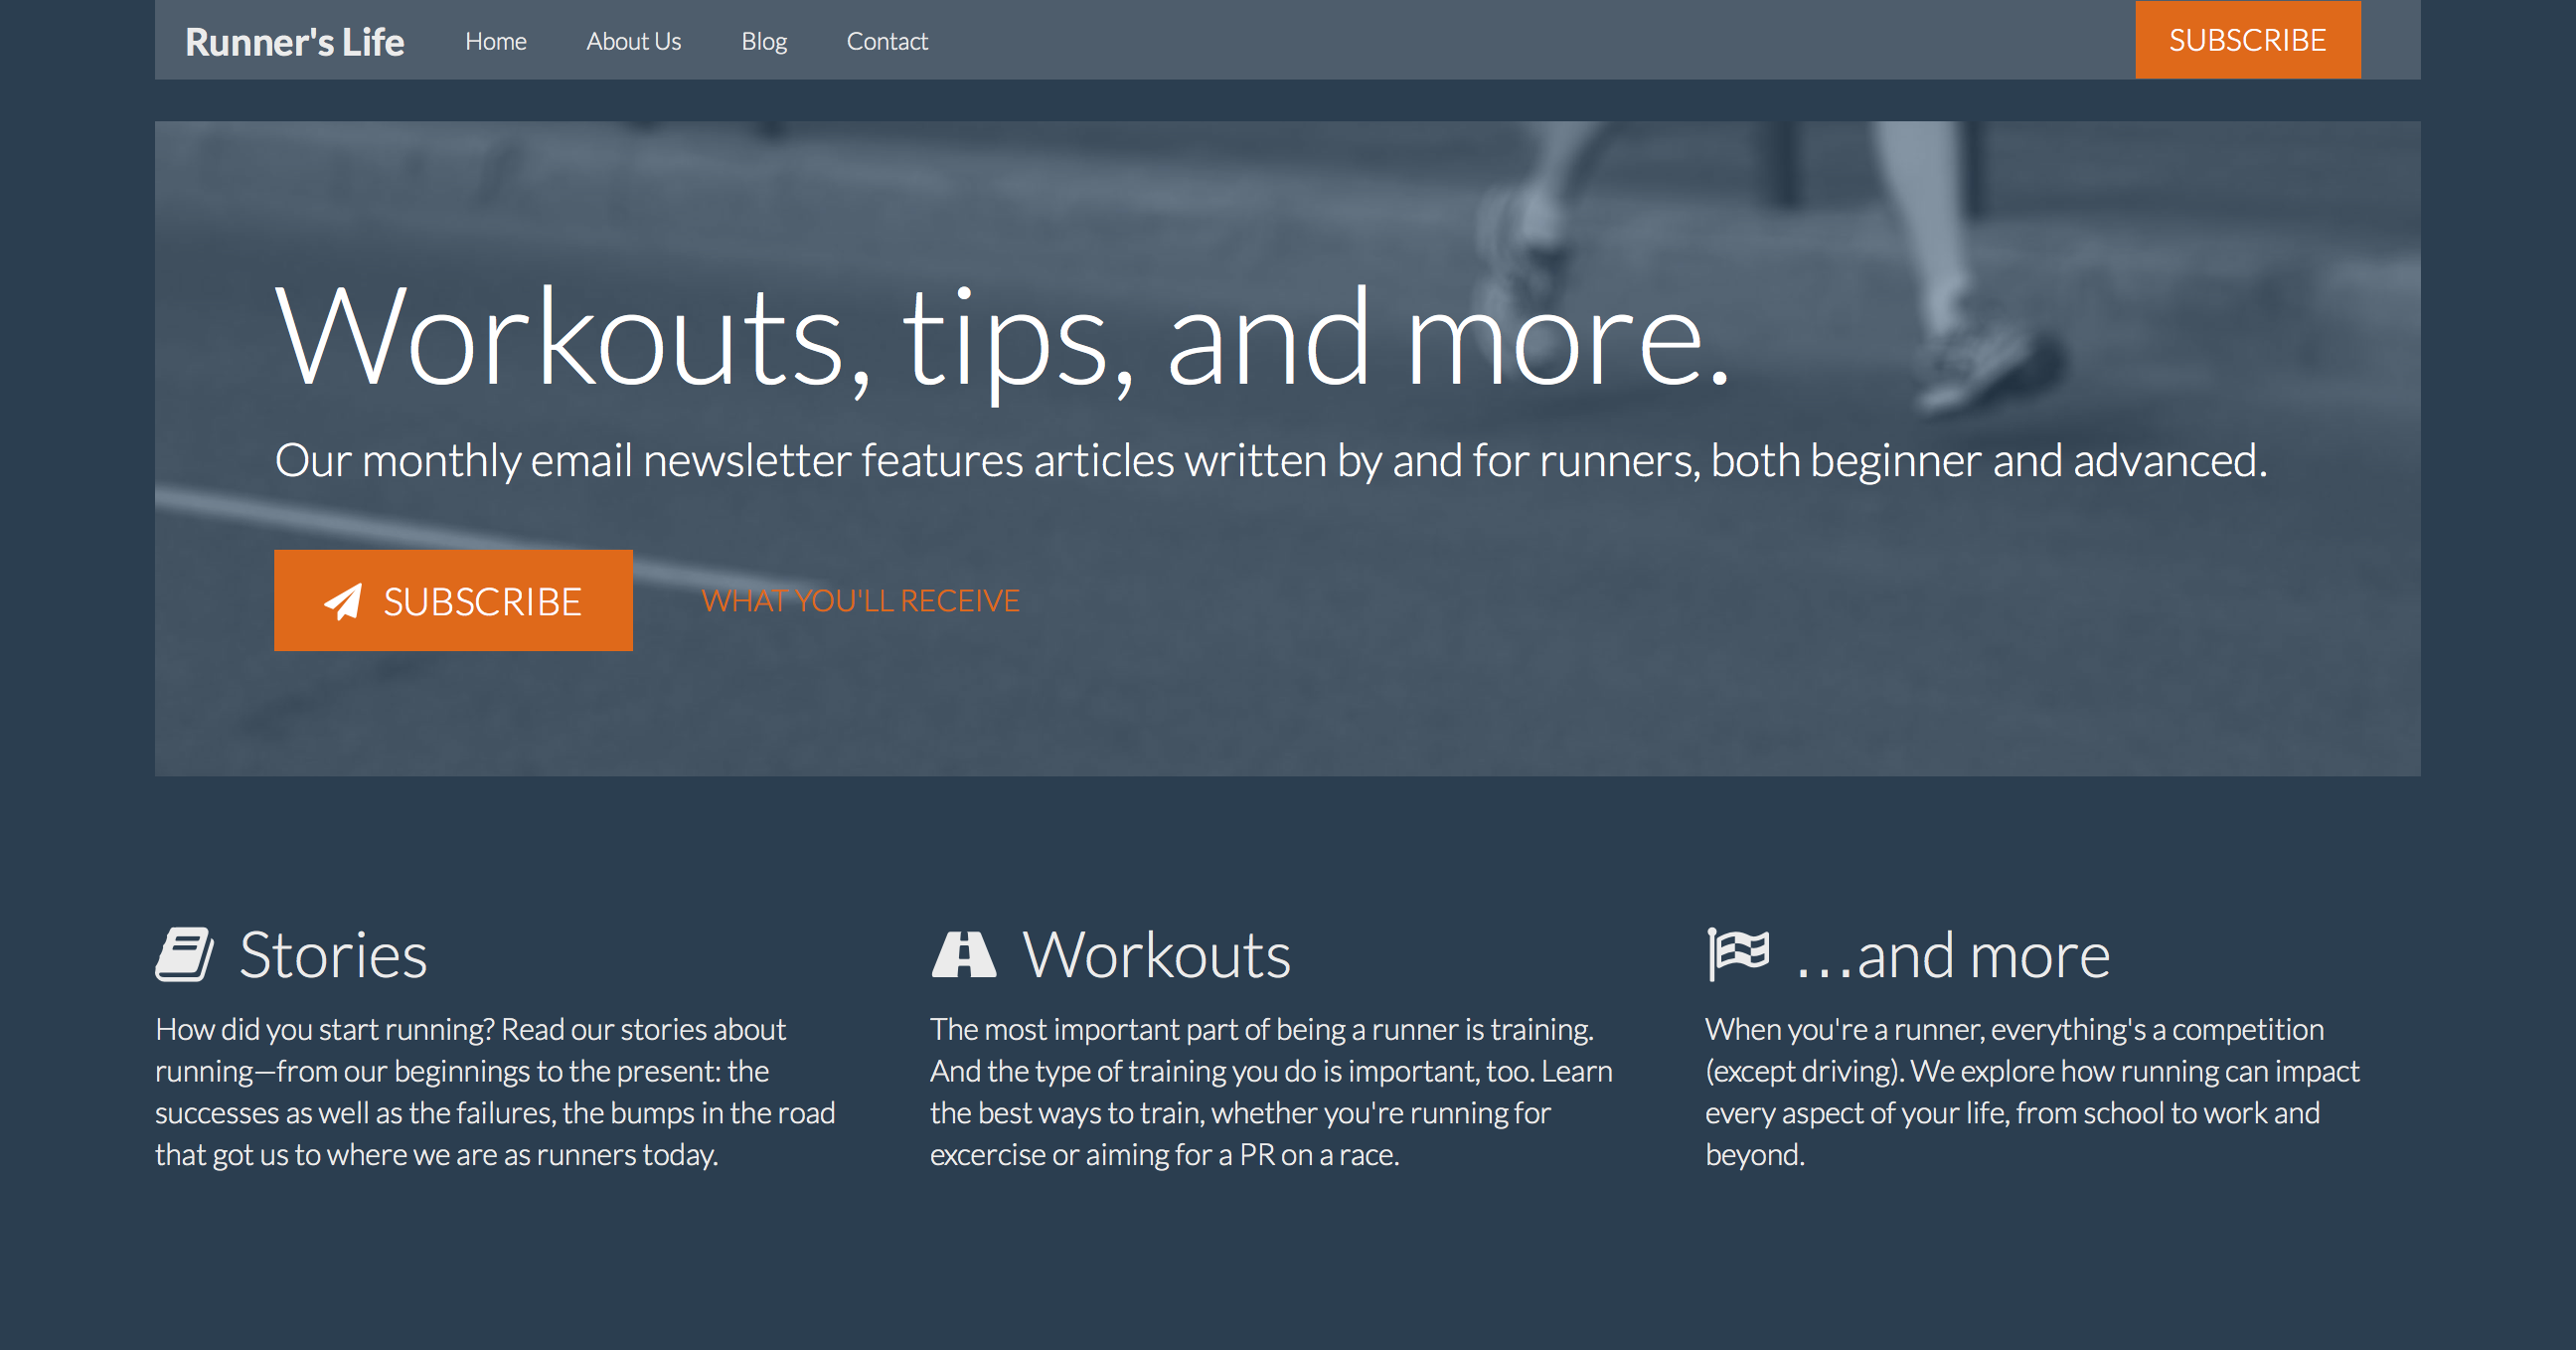 Runner's Life Home About Us Blog Contact SUBSCRIBE
Workouts, tips, and more.
Our monthly email newsletter features articles written by and for runners, both beginner and advanced.
SUBSCRIBE WHAT YOU'LL RECEIVE
Stories
How did you start running? Read our stories about
running—from our beginnings to the present: the
successes as well as the failures, the bumps in the road
that got us to where we are as runners today.
Workouts
The most important part of being a runner is training.
And the type of training you do is important, too. Learn
the best ways to train, whether you're running for
excercise or aiming for a PR on a race.
…and more
When you're a runner, everything's a competition
(except driving). We explore how running can impact
every aspect of your life, from school to work and
beyond.